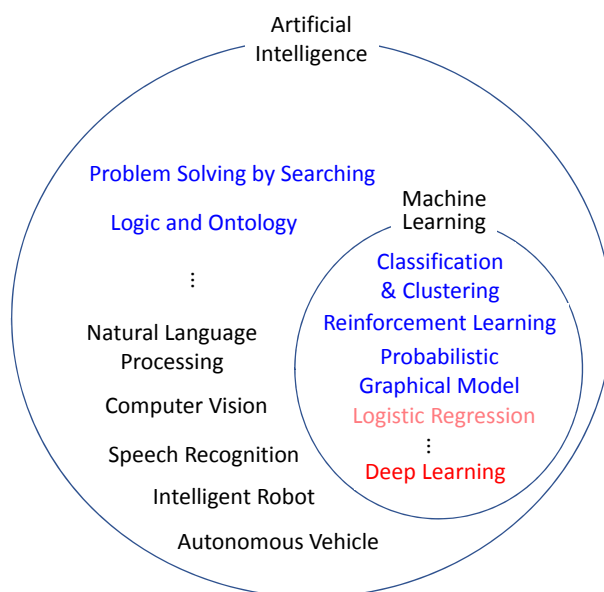 Artificial
Intelligence
Problem Solving by Searching
Logic and Ontology
⋮
Natural Language
Processing
Computer Vision
Speech Recognition
Intelligent Robot
Autonomous Vehicle
Machine
Learning
Classification
& Clustering
Reinforcement Learning
Probabilistic
Graphical Model
Logistic Regression
⋮
Deep Learning